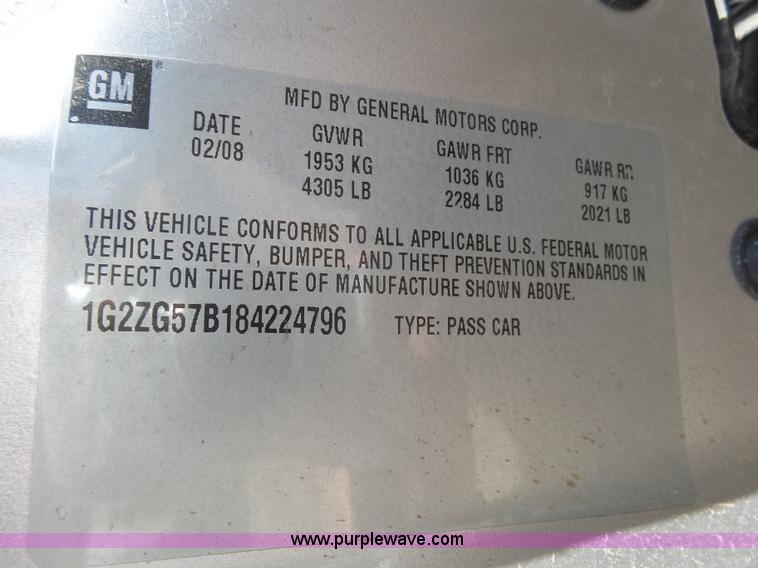 GM
MFD BY GENERAL MOTORS CORP.
DATE GVWR GAWR FRT GAWR RR
02/08 1953 KG 1036 KG 917 KG
4305 LB 2284 LB 2021 LB
THIS VEHICLE CONFORMS TO ALL APPLICABLE U.S. FEDERAL MOTOR
VEHICLE SAFETY, BUMPER, AND THEFT PREVENTION STANDARDS IN
EFFECT ON THE DATE OF MANUFACTURE SHOWN ABOVE.
1G2ZG57B184224796 TYPE: PASS CAR
www.purplewave.com